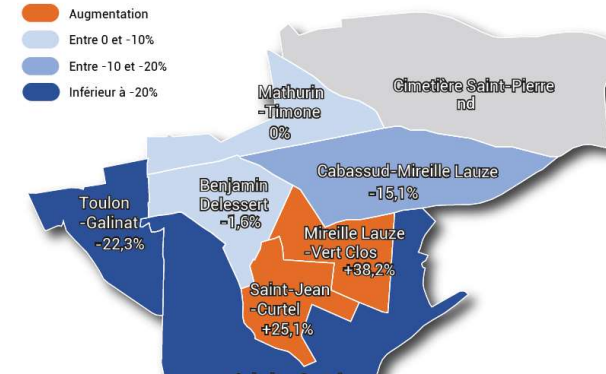 Augmentation
Entre 0 et -10%
Entre -10 et -20%
Inférieur à -20%
Mathurin
-Timone
0%
Cimetière Saint-Pierre
nd
Cabassud-Mireille Lauze
-15,1%
Benjamin
Delessert
-1,6%
Toulon
-Galinat
-22,3%
Mireille Lauze
-Vert Clos
+38,2%
Saint-Jean
-Curtel
+25,1%